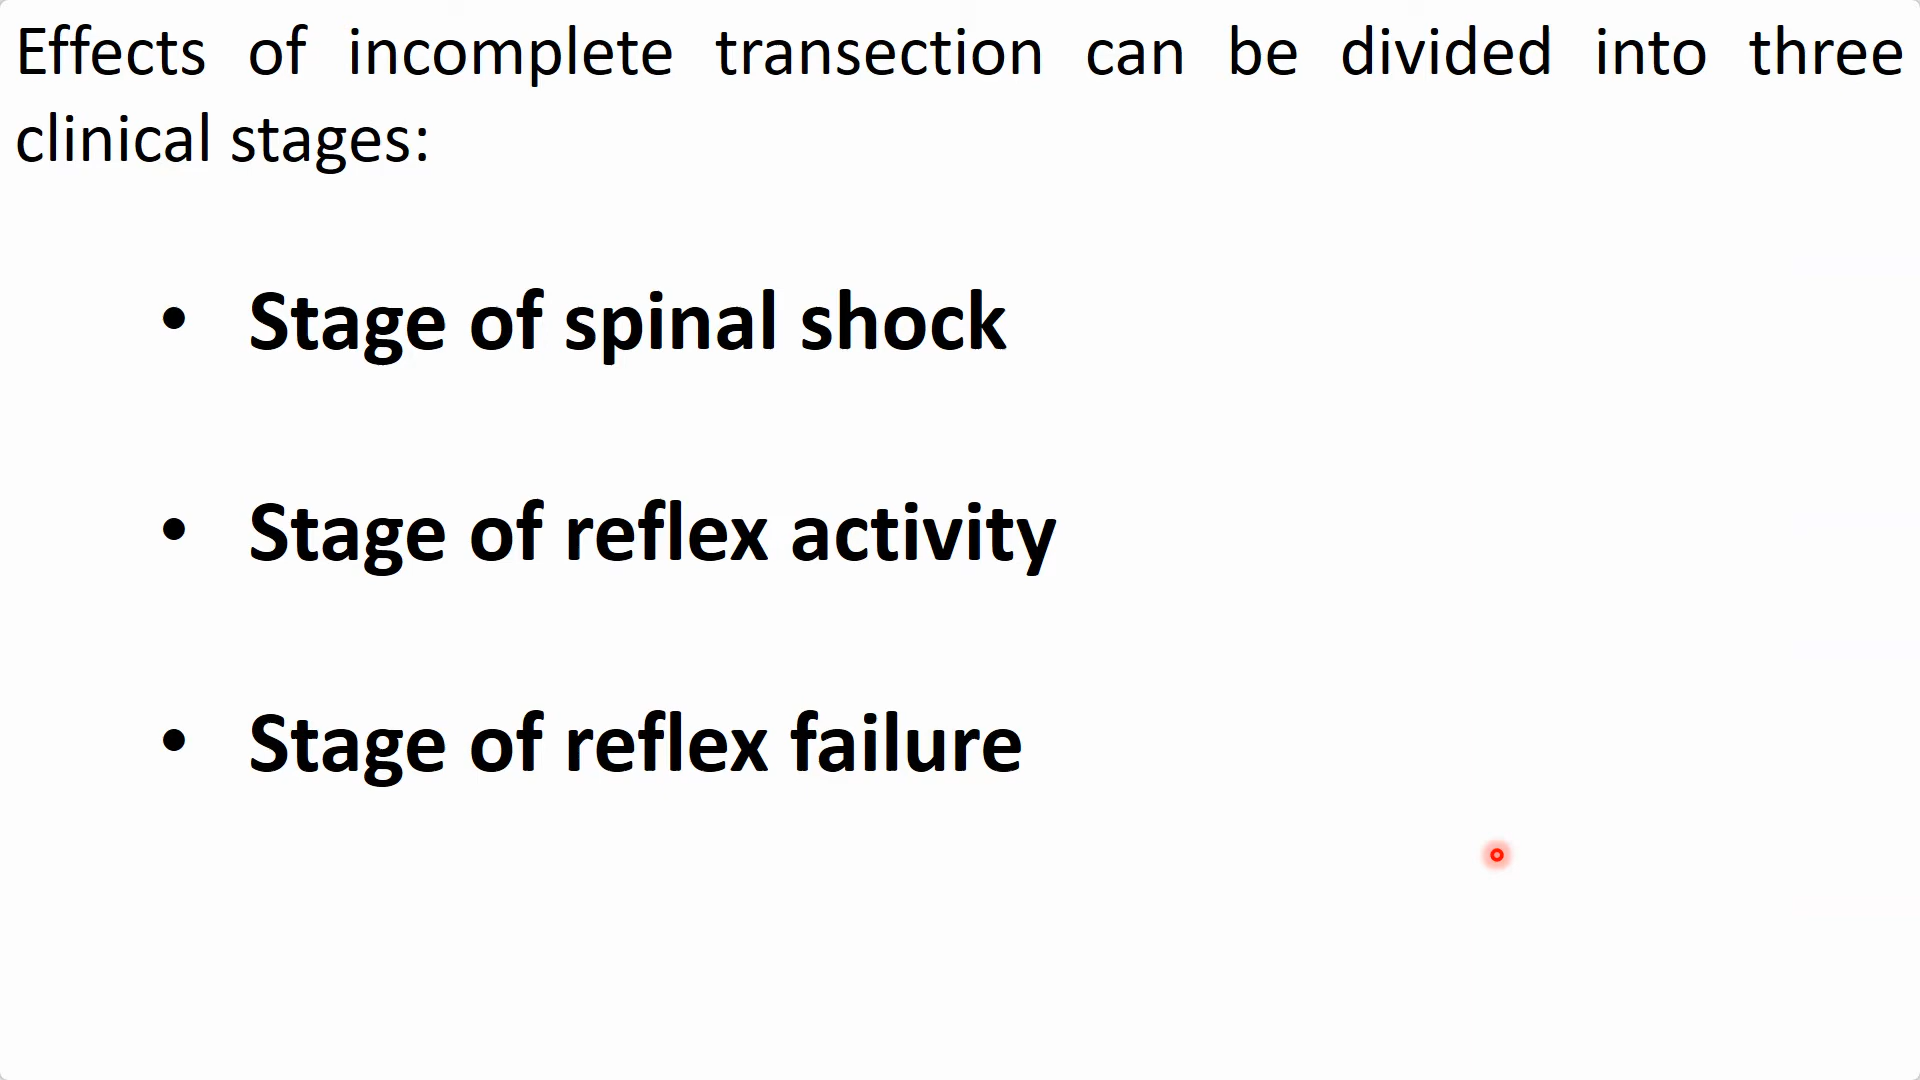 Effects of incomplete transection can be divided into three
clinical stages:
• Stage of spinal shock
• Stage of reflex activity
• Stage of reflex failure